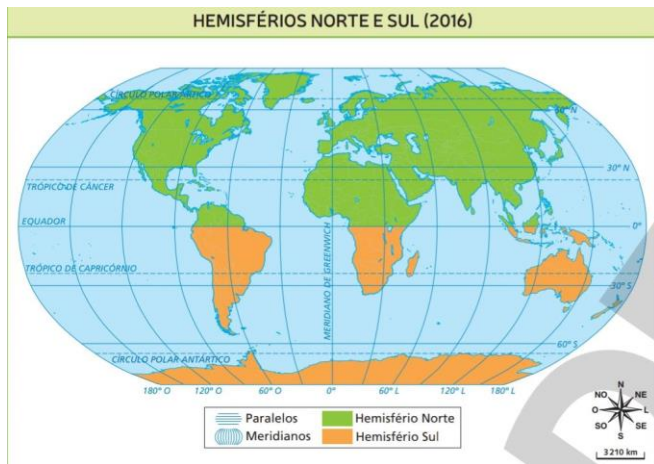 HEMISFÉRIOS NORTE E SUL (2016)
CÍRCULO POLAR ÁRTICO
60° N
30° N
TRÓPICO DE CÂNCER
EQUADOR
0°
TRÓPICO DE CAPRICÓRNIO
30° S
MERIDIANO DE GREENWICH
60° S
CÍRCULO POLAR ANTÁRTICO
180° O 120° O 60° O 0° 60° L 120° L 180° L
Paralelos
Meridianos
Hemisfério Norte
Hemisfério Sul
N
NO NE
O L
SO SE
S
3 210 km